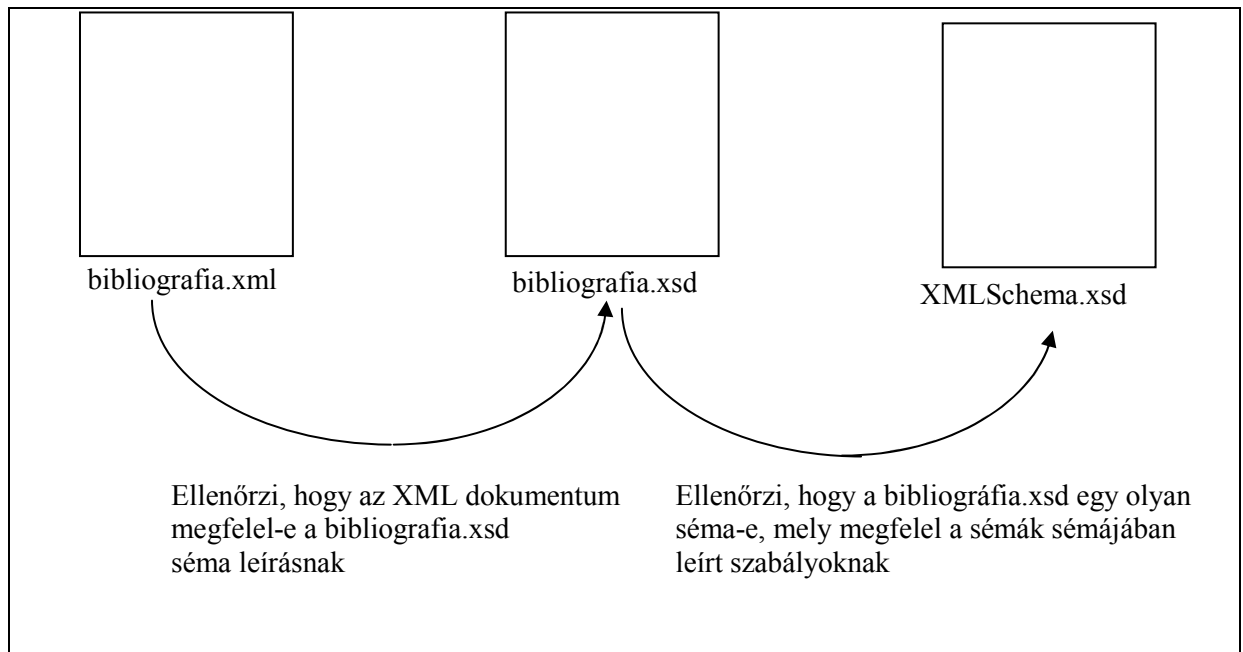 bibliografia.xml
bibliografia.xsd
XMLSchema.xsd
Ellenőrzi, hogy az XML dokumentum
megfelel-e a bibliografia.xsd
séma leírásnak
Ellenőrzi, hogy a bibliográfia.xsd egy olyan
séma-e, mely megfelel a sémák sémájában
leírt szabályoknak